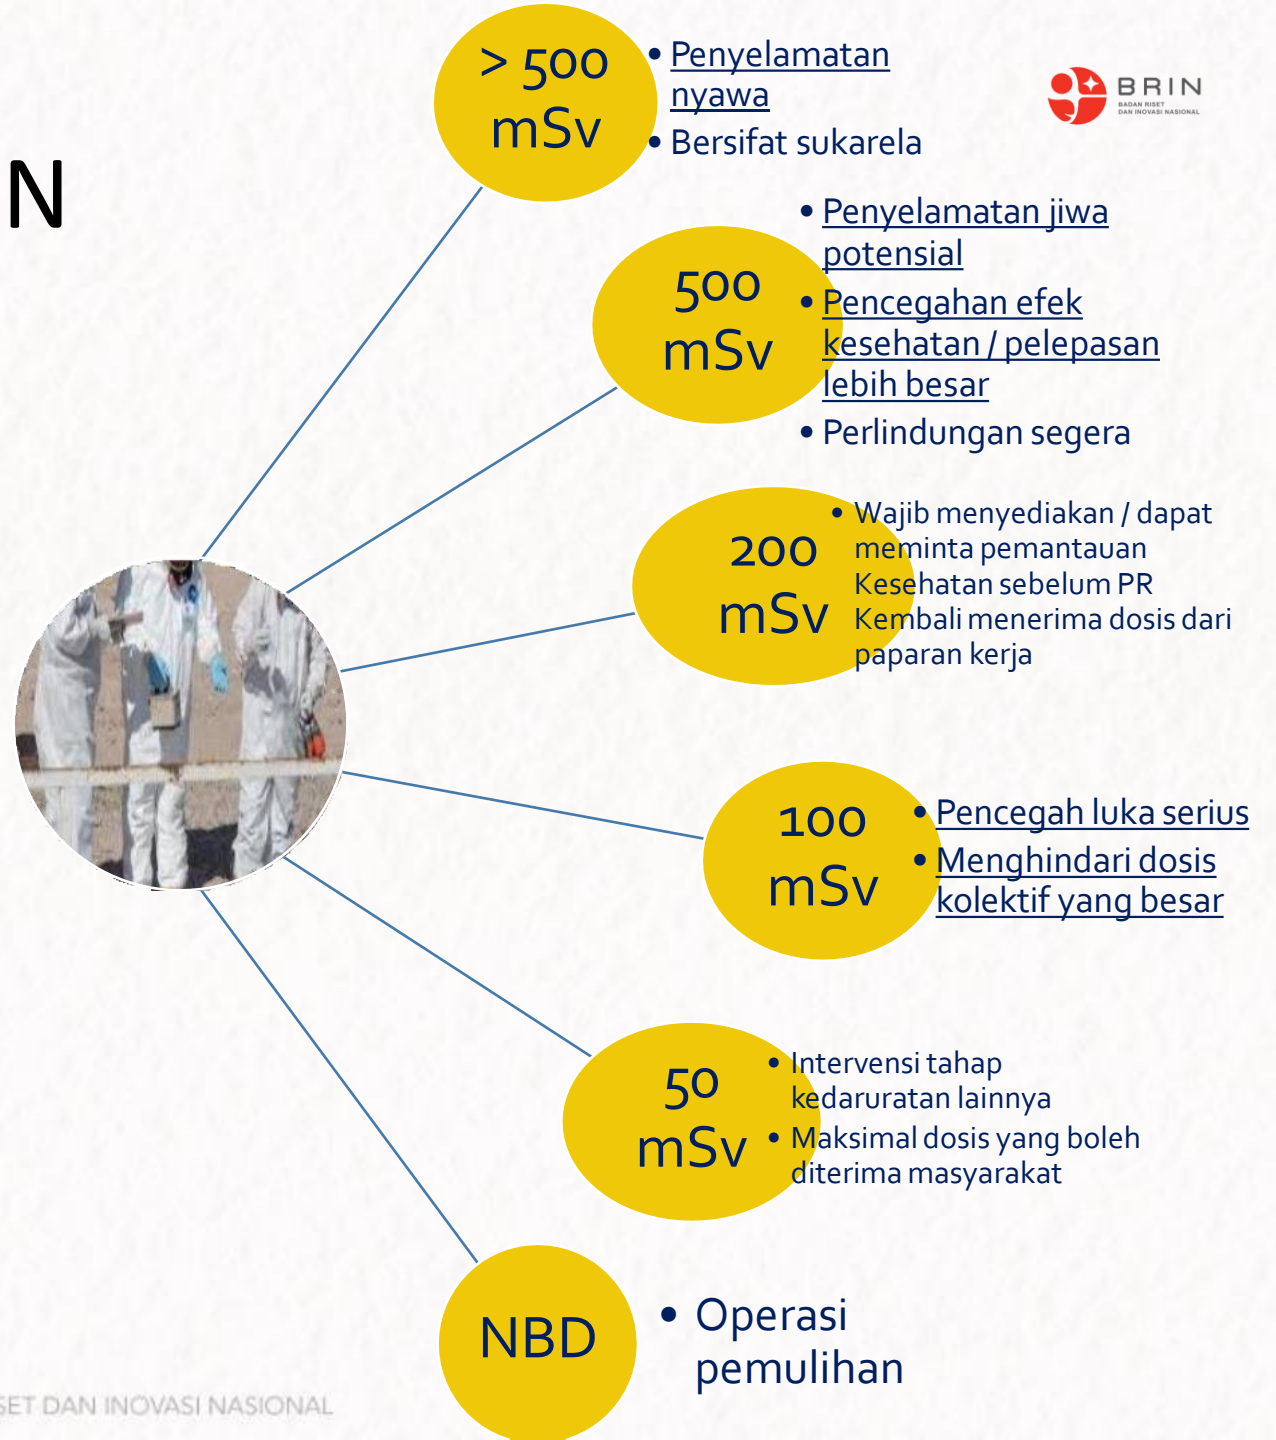 N
> 500
mSv
• Penyelamatan
nyawa
• Bersifat sukarela
BRIN
BADAN RISET
DAN INOVASI NASIONAL
500
mSv
• Penyelamatan jiwa
potensial
• Pencegahan efek
kesehatan / pelepasan
lebih besar
• Perlindungan segera
200
mSv
• Wajib menyediakan / dapat
meminta pemantauan
Kesehatan sebelum PR
Kembali menerima dosis dari
paparan kerja
100
mSv
• Pencegah luka serius
• Menghindari dosis
kolektif yang besar
50
mSv
• Intervensi tahap
kedaruratan lainnya
• Maksimal dosis yang boleh
diterima masyarakat
NBD
• Operasi
pemulihan
SET DAN INOVASI NASIONAL